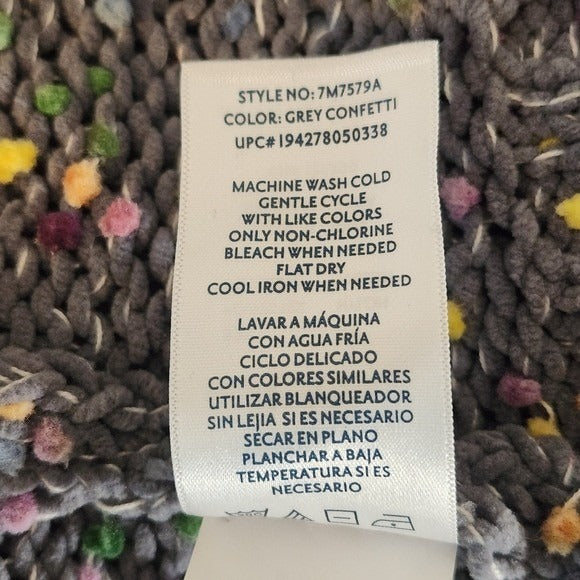 STYLE NO: 7M7579A
COLOR: GREY CONFETTI
UPC# 194278050338
MACHINE WASH COLD
GENTLE CYCLE
WITH LIKE COLORS
ONLY NON-CHLORINE
BLEACH WHEN NEEDED
FLAT DRY
COOL IRON WHEN NEEDED
LAVAR A MÁQUINA
CON AGUA FRÍA
CICLO DELICADO
CON COLORES SIMILARES
UTILIZAR BLANQUEADOR
SIN LEJIA SI ES NECESARIO
SECAR EN PLANO
PLANCHAR A BAJA
TEMPERATURA SI ES
NECESARIO